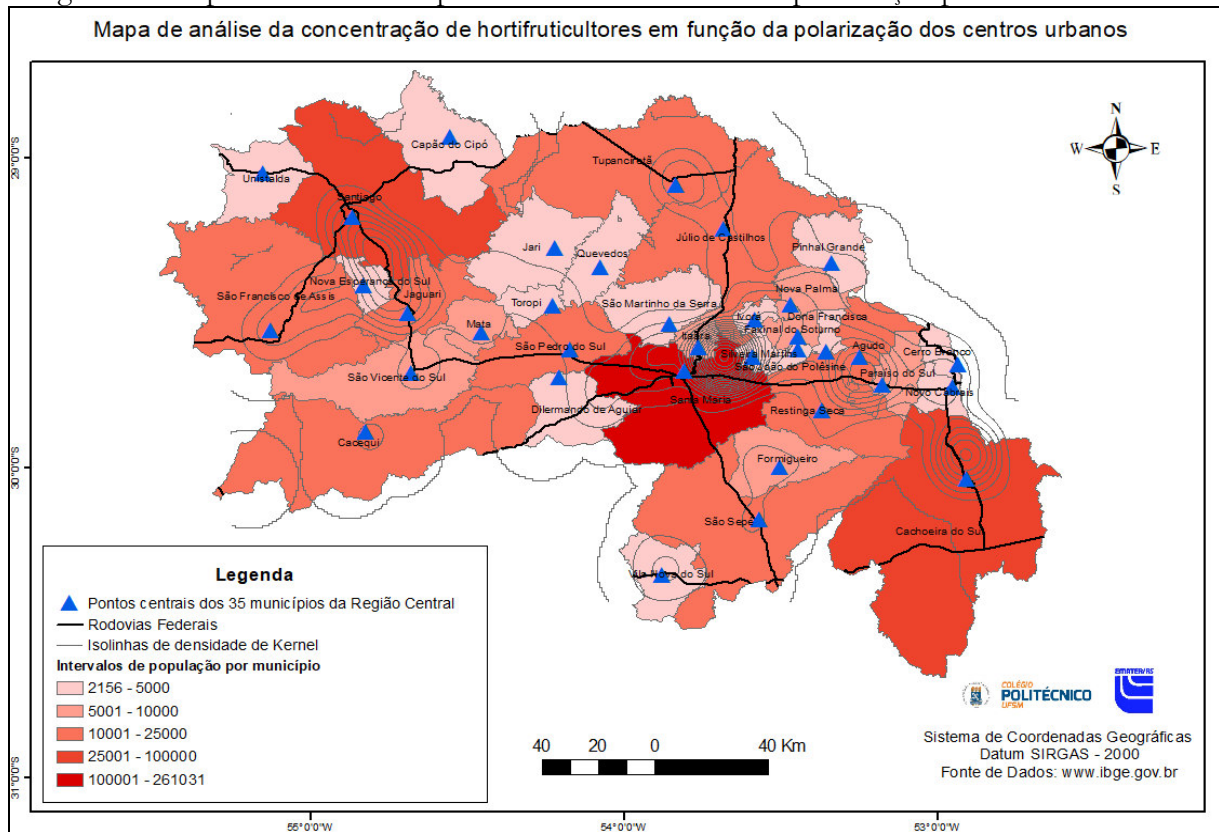 Mapa de análise da concentração de hortifruticultores em função da polarização dos centros urbanos
N
W E
S
29°0'0"S
30°0'0"S
31°0'0"S
Capão do Cipó
Unistalda
Santiago
Tupanciretã
Júlio de Castilhos
Jari
Quevedos
Pinhal Grande
Nova Esperança do Sul
São Francisco de Assis
Jaguari
Toropi
São Martinho da Serra
Nova Palma
Mata
Ivorá
Dona Francisca
Faxinal do Soturno
Itaara
São Pedro do Sul
Silveira Martins
Agudo
Cerro Branco
São João do Polêsine
Paraíso do Sul
São Vicente do Sul
Novo Cabrais
Santa Maria
Dilermando de Aguiar
Restinga Seca
Cacequi
Formigueiro
São Sepé
Cachoeira do Sul
Vila Nova do Sul
Legenda
Pontos centrais dos 35 municípios da Região Central
Rodovias Federais
Isolinhas de densidade de Kernel
Intervalos de população por município
2156 - 5000
5001 - 10000
10001 - 25000
25001 - 100000
100001 - 261031
40 20 0 40 Km
COLÉGIO
POLITÉCNICO
UFSM
EMATER/RS
Sistema de Coordenadas Geográficas
Datum SIRGAS - 2000
Fonte de Dados: www.ibge.gov.br
55°0'0"W 54°0'0"W 53°0'0"W